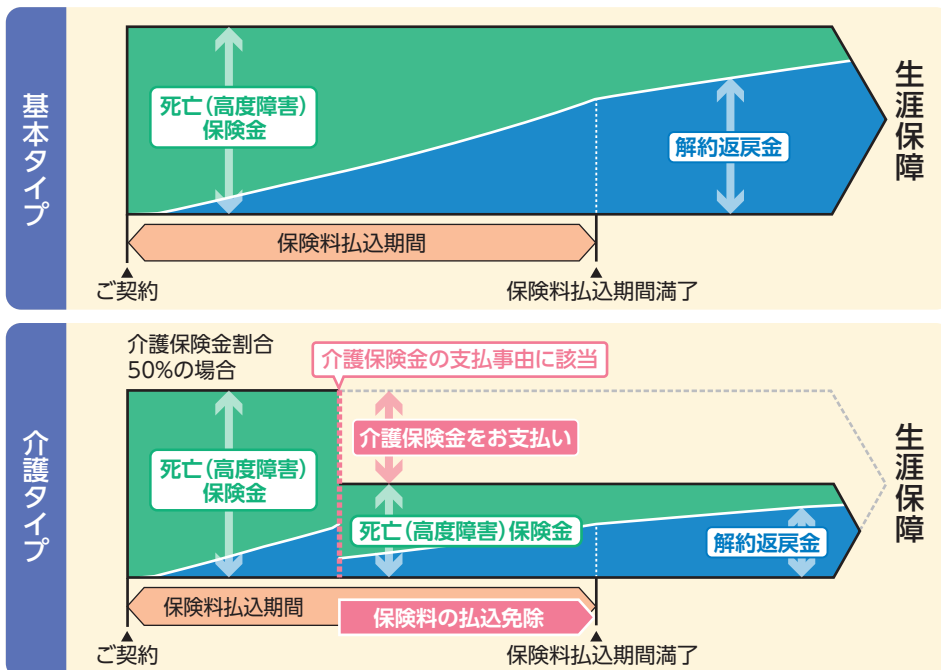 基本タイプ
死亡(高度障害)
保険金
解約返戻金
生涯保障
保険料払込期間
ご契約
保険料払込期間満了
介護タイプ
介護保険金割合
50%の場合
介護保険金の支払事由に該当
介護保険金をお支払い
死亡(高度障害)
保険金
死亡(高度障害)保険金
解約返戻金
生涯保障
保険料払込期間
保険料の払込免除
ご契約
保険料払込期間満了